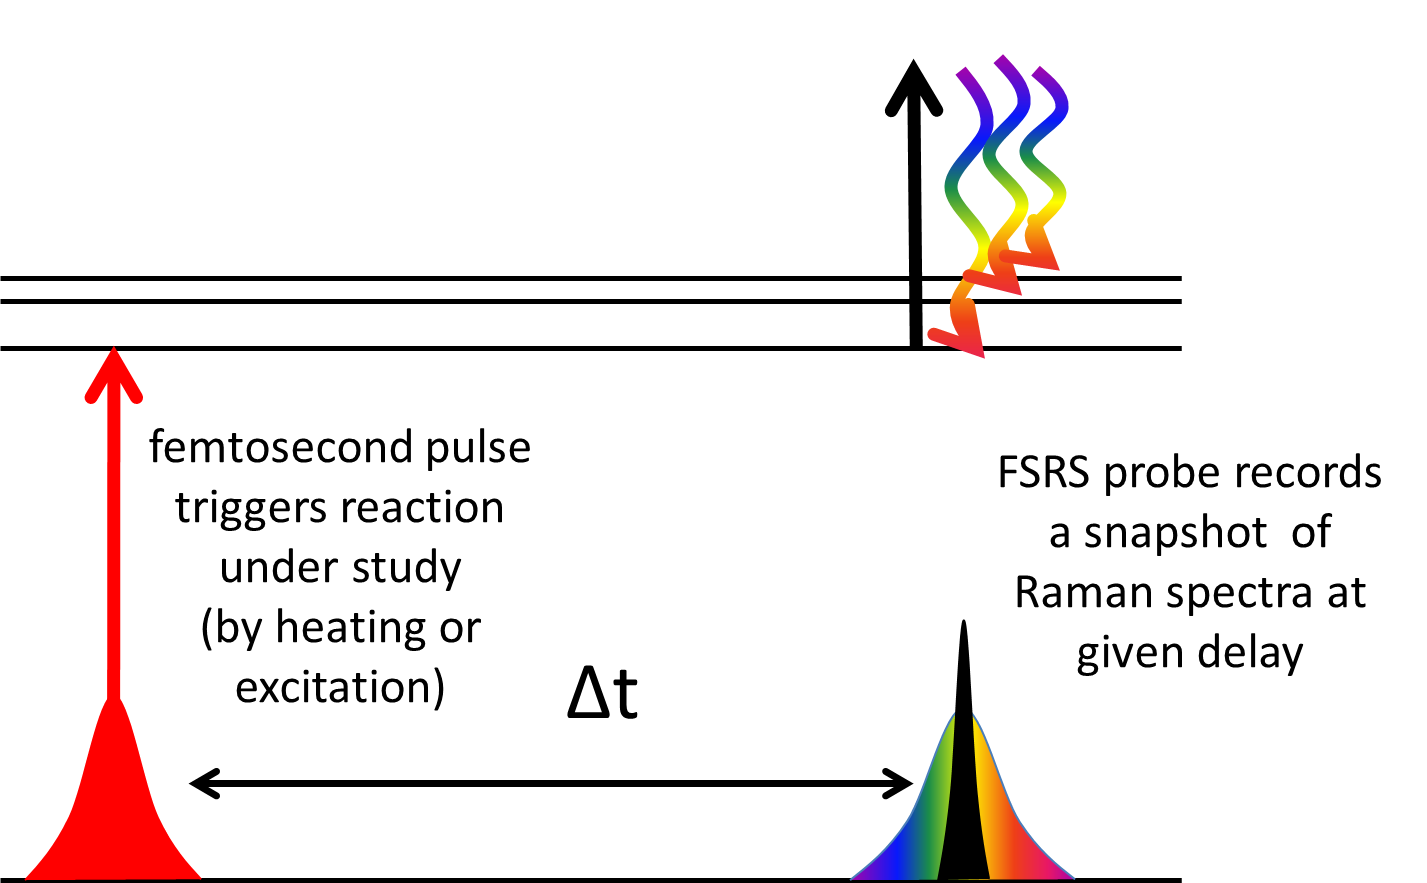 femtosecond pulse
triggers reaction
under study
(by heating or
excitation)
Δt
FSRS probe records
a snapshot  of
Raman spectra at
given delay